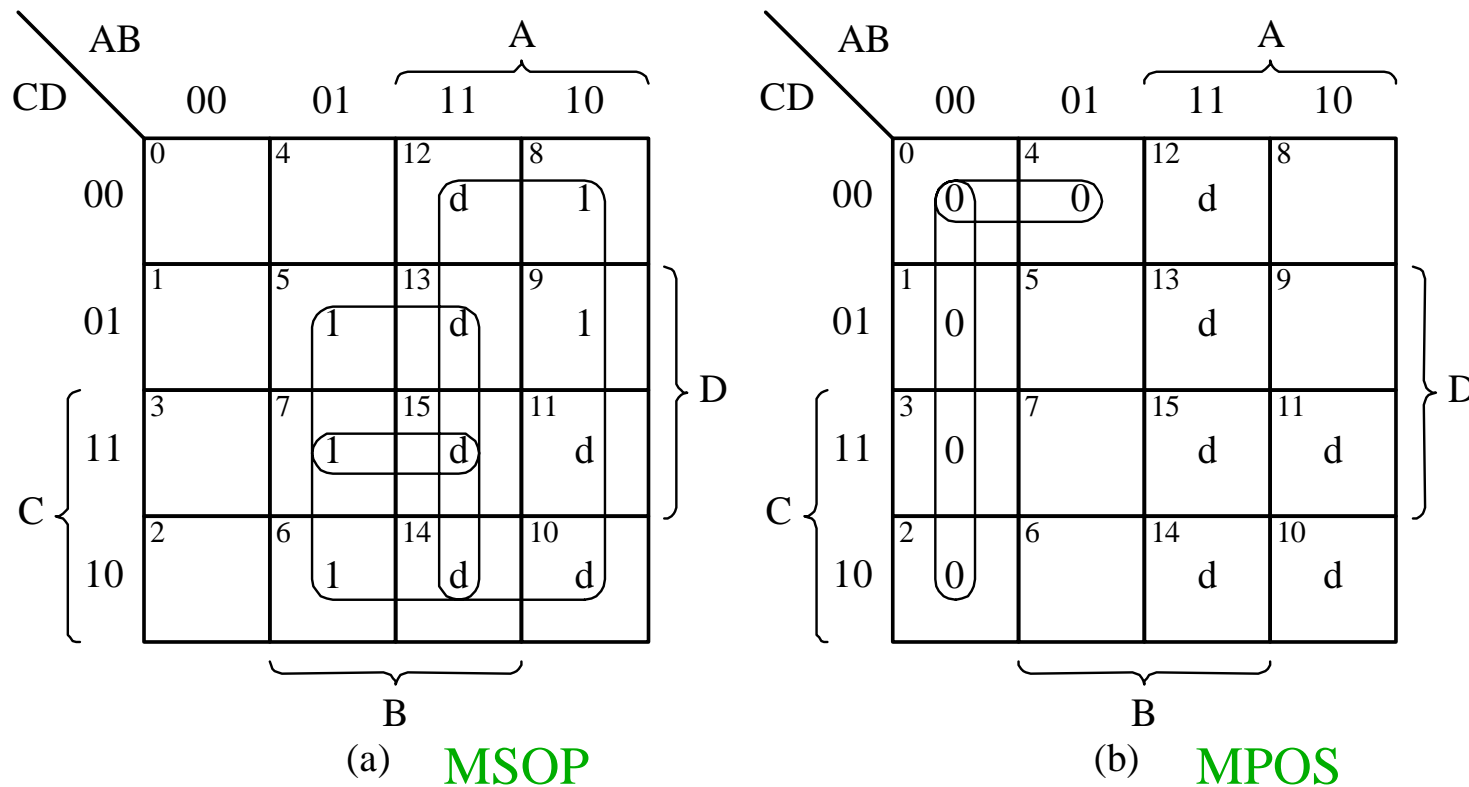 AB
A
CD
00 01 11 10
0 4 12 8
00 d 1
1 5 13 9
01 1 d 1
D
3 7 15 11
11 1 d d
C
2 6 14 10
10 1 d d
B
(a) MSOP
AB
A
CD
00 01 11 10
0 4 12 8
00 0 0 d
1 5 13 9
01 0 d
D
3 7 15 11
11 0 d d
C
2 6 14 10
10 0 d d
B
(b) MPOS